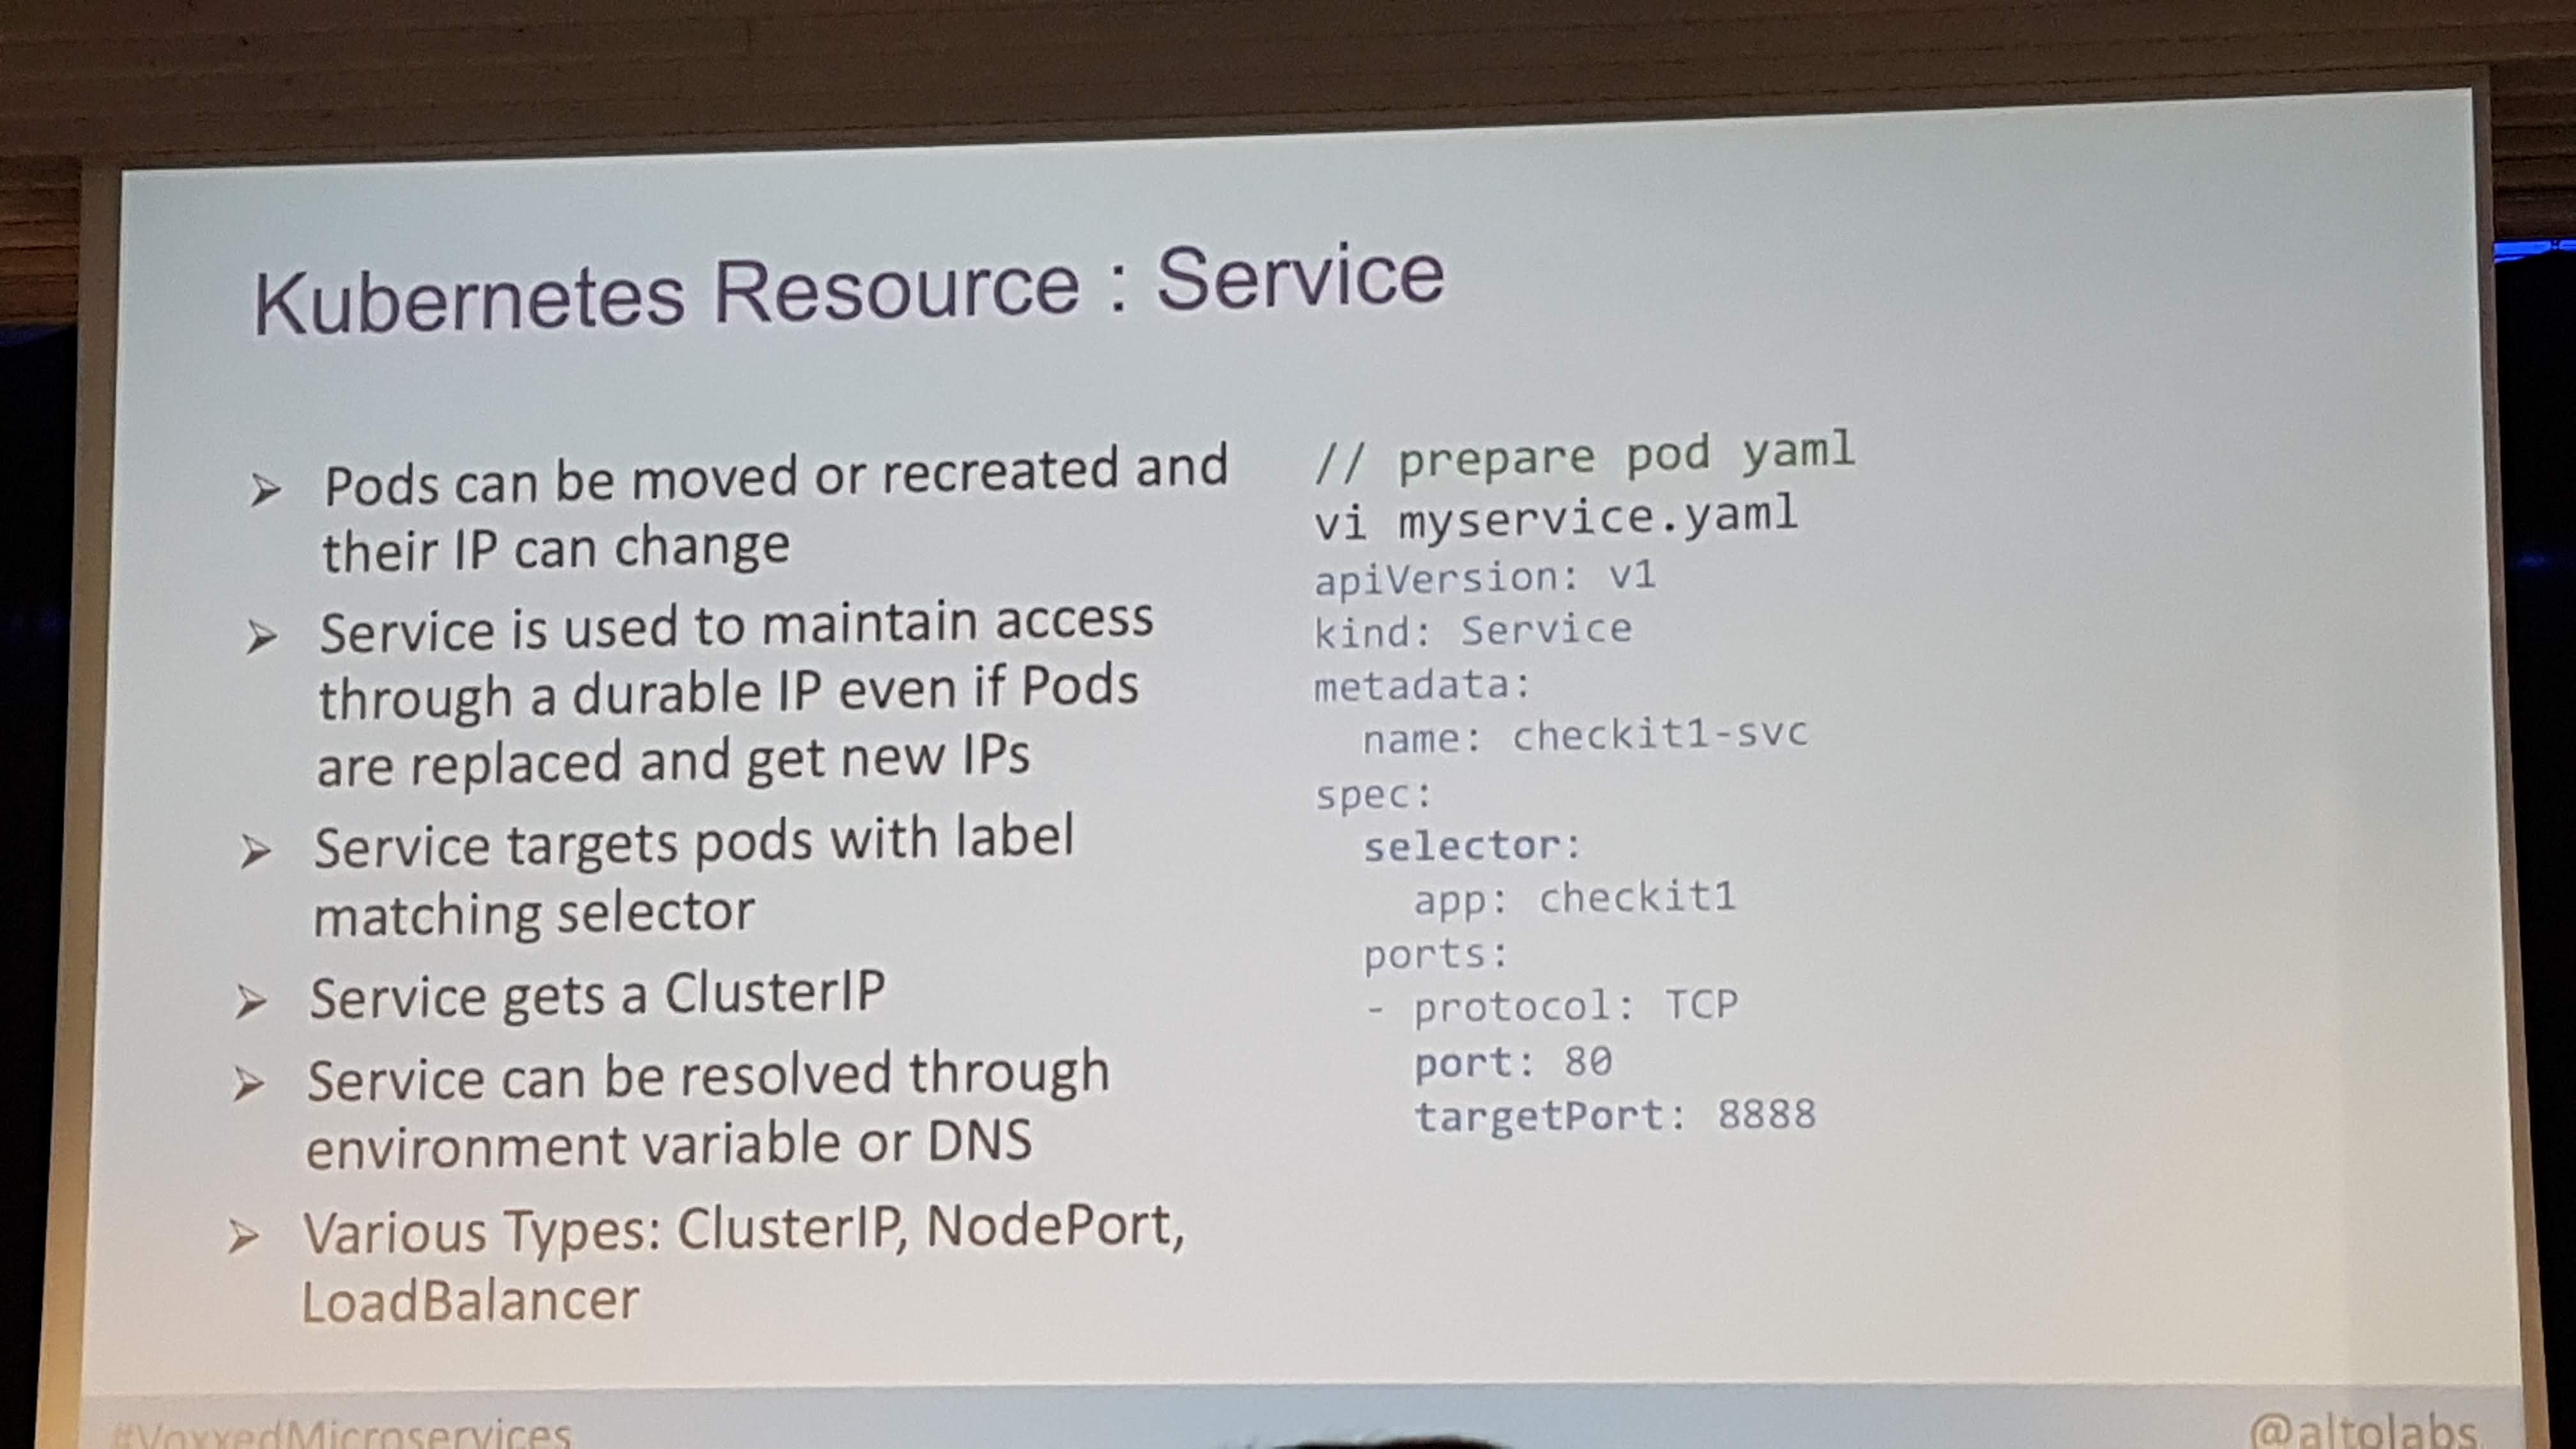 Kubernetes Resource : Service
➢ Pods can be moved or recreated and
their IP can change
➢ Service is used to maintain access
through a durable IP even if Pods
are replaced and get new IPs
➢ Service targets pods with label
matching selector
➢ Service gets a ClusterIP
➢ Service can be resolved through
environment variable or DNS
➢ Various Types: ClusterIP, NodePort,
LoadBalancer
// prepare pod yaml
vi myservice.yaml
apiVersion: v1
kind: Service
metadata:
  name: checkit1-svc
spec:
  selector:
    app: checkit1
  ports:
  - protocol: TCP
    port: 80
    targetPort: 8888
#VoxxedMicroservices
@altolabs